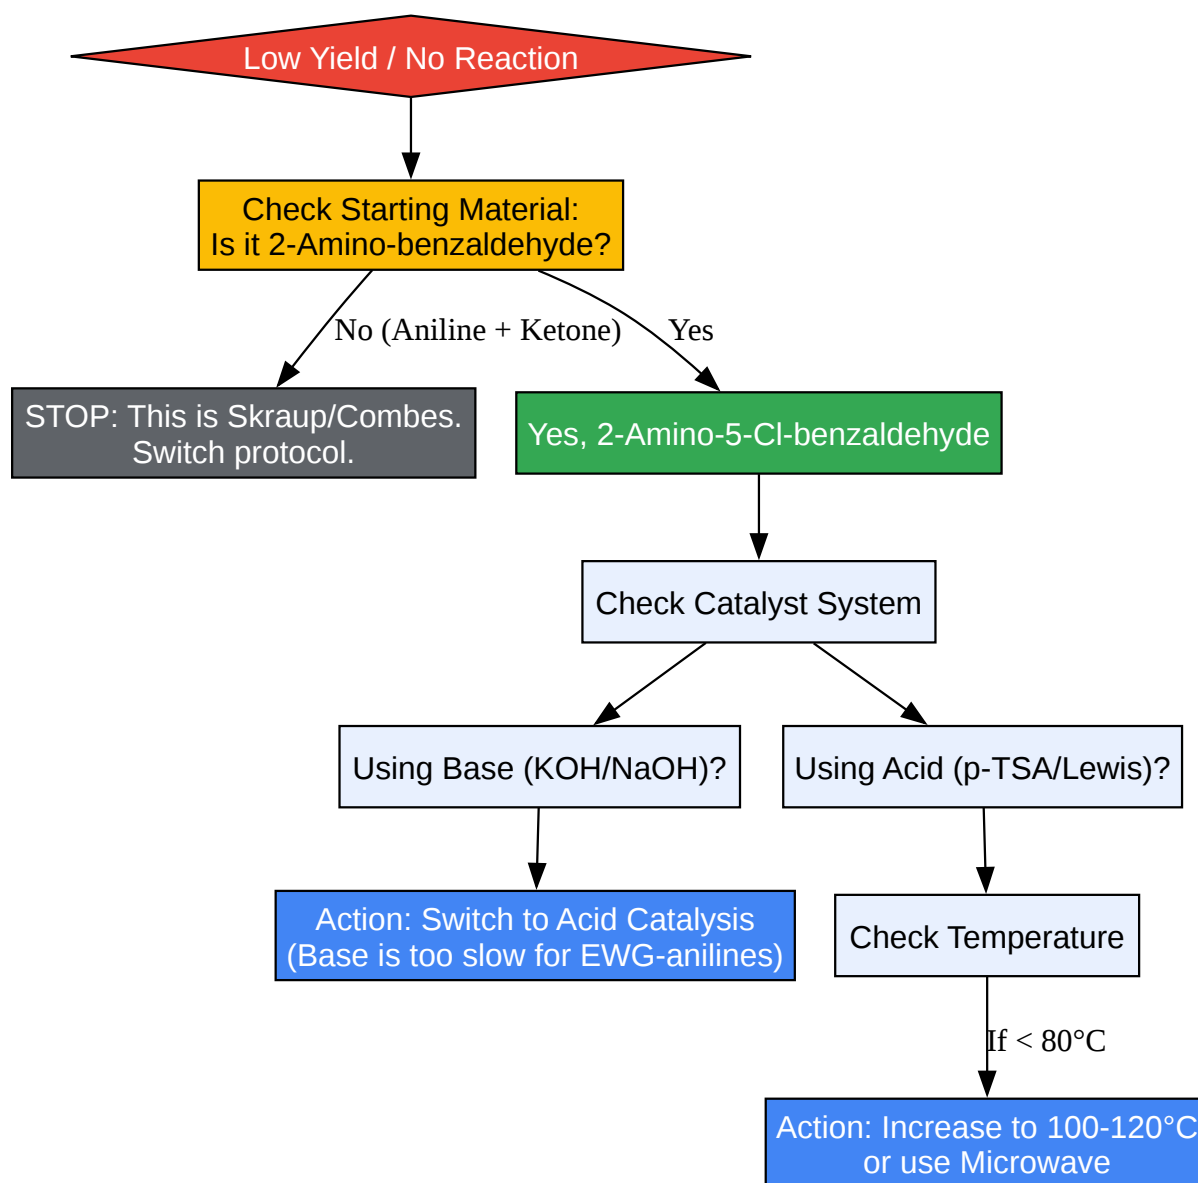 Low Yield / No Reaction
Check Starting Material:
Is it 2-Amino-benzaldehyde?
No (Aniline + Ketone)
Yes
STOP: This is Skraup/Combes.
Switch protocol.
Yes, 2-Amino-5-Cl-benzaldehyde
Check Catalyst System
Using Base (KOH/NaOH)?
Using Acid (p-TSA/Lewis)?
Action: Switch to Acid Catalysis
(Base is too slow for EWG-anilines)
Check Temperature
If < 80°C
Action: Increase to 100-120°C
or use Microwave